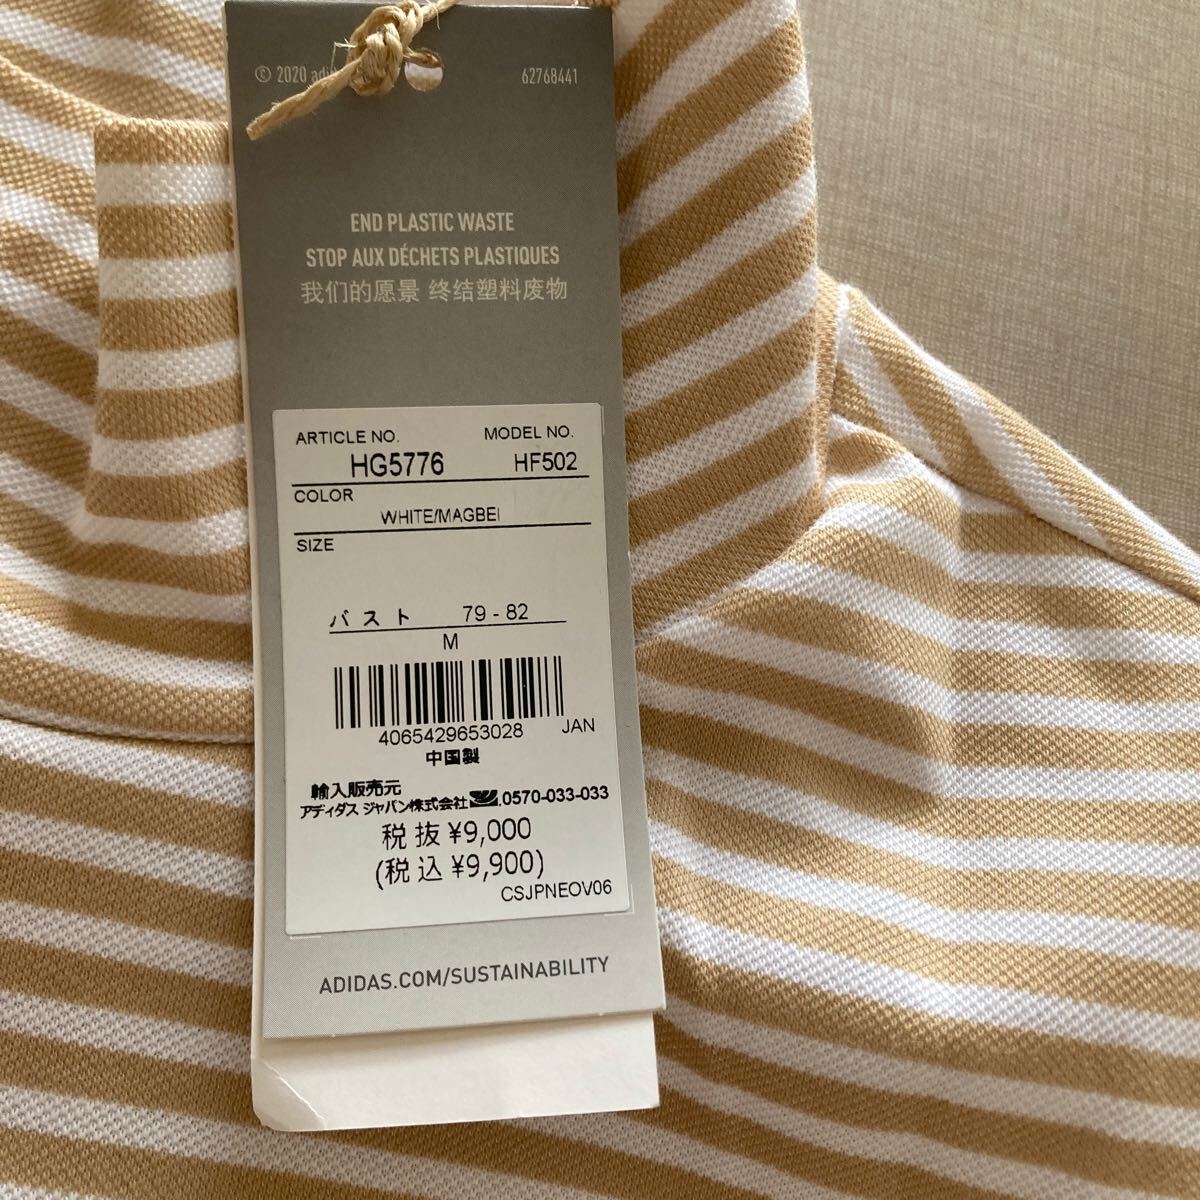 © 2020 adi
62768441
END PLASTIC WASTE
STOP AUX DÉCHETS PLASTIQUES
我们的愿景 终结塑料废物
ARTICLE NO. MODEL NO.
HG5776 HF502
COLOR
WHITE/MAGBEI
SIZE
バスト 79-82
M
4065429653028 JAN
中国製
輸入販売元
アディダス ジャパン株式会社 0570-033-033
税抜 ¥9,000
(税込 ¥9,900)
CSJPNEOV06
ADIDAS.COM/SUSTAINABILITY